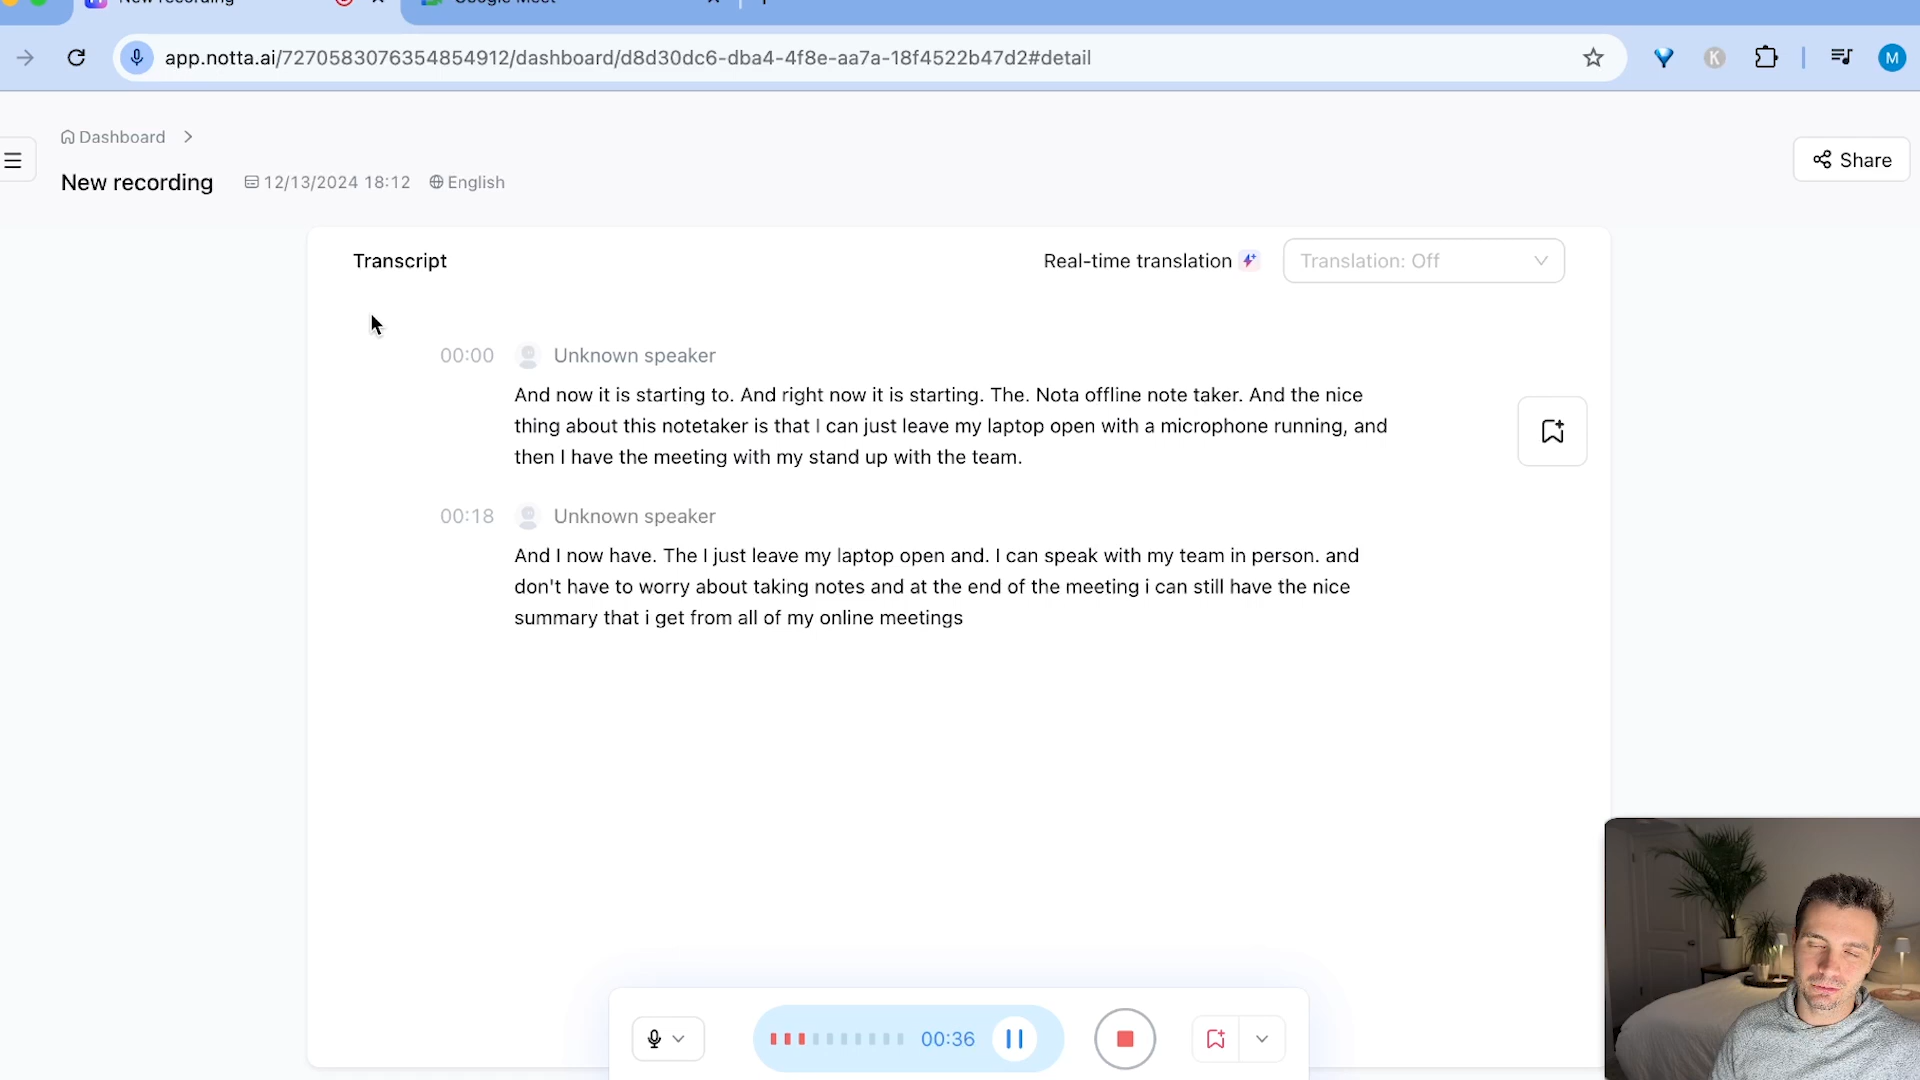 New recording
Google Meet
app.notta.ai/7270583076354854912/dashboard/d8d30dc6-dba4-4f8e-aa7a-18f4522b47d2#detail
K
M
Dashboard
Share
New recording 12/13/2024 18:12 English
Transcript
Real-time translation
Translation: Off
00:00 Unknown speaker
And now it is starting to. And right now it is starting. The. Nota offline note taker. And the nice
thing about this notetaker is that I can just leave my laptop open with a microphone running, and
then I have the meeting with my stand up with the team.
00:18 Unknown speaker
And I now have. The I just leave my laptop open and. I can speak with my team in person. and
don't have to worry about taking notes and at the end of the meeting i can still have the nice
summary that i get from all of my online meetings
00:36